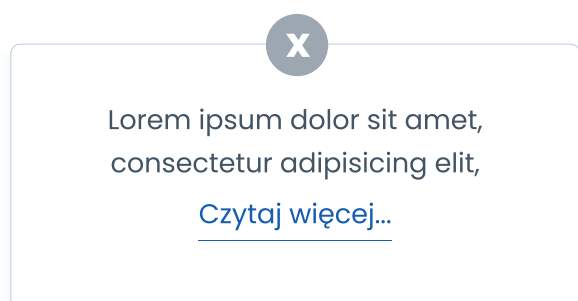 X
Lorem ipsum dolor sit amet,
consectetur adipisicing elit,
Czytaj więcej...